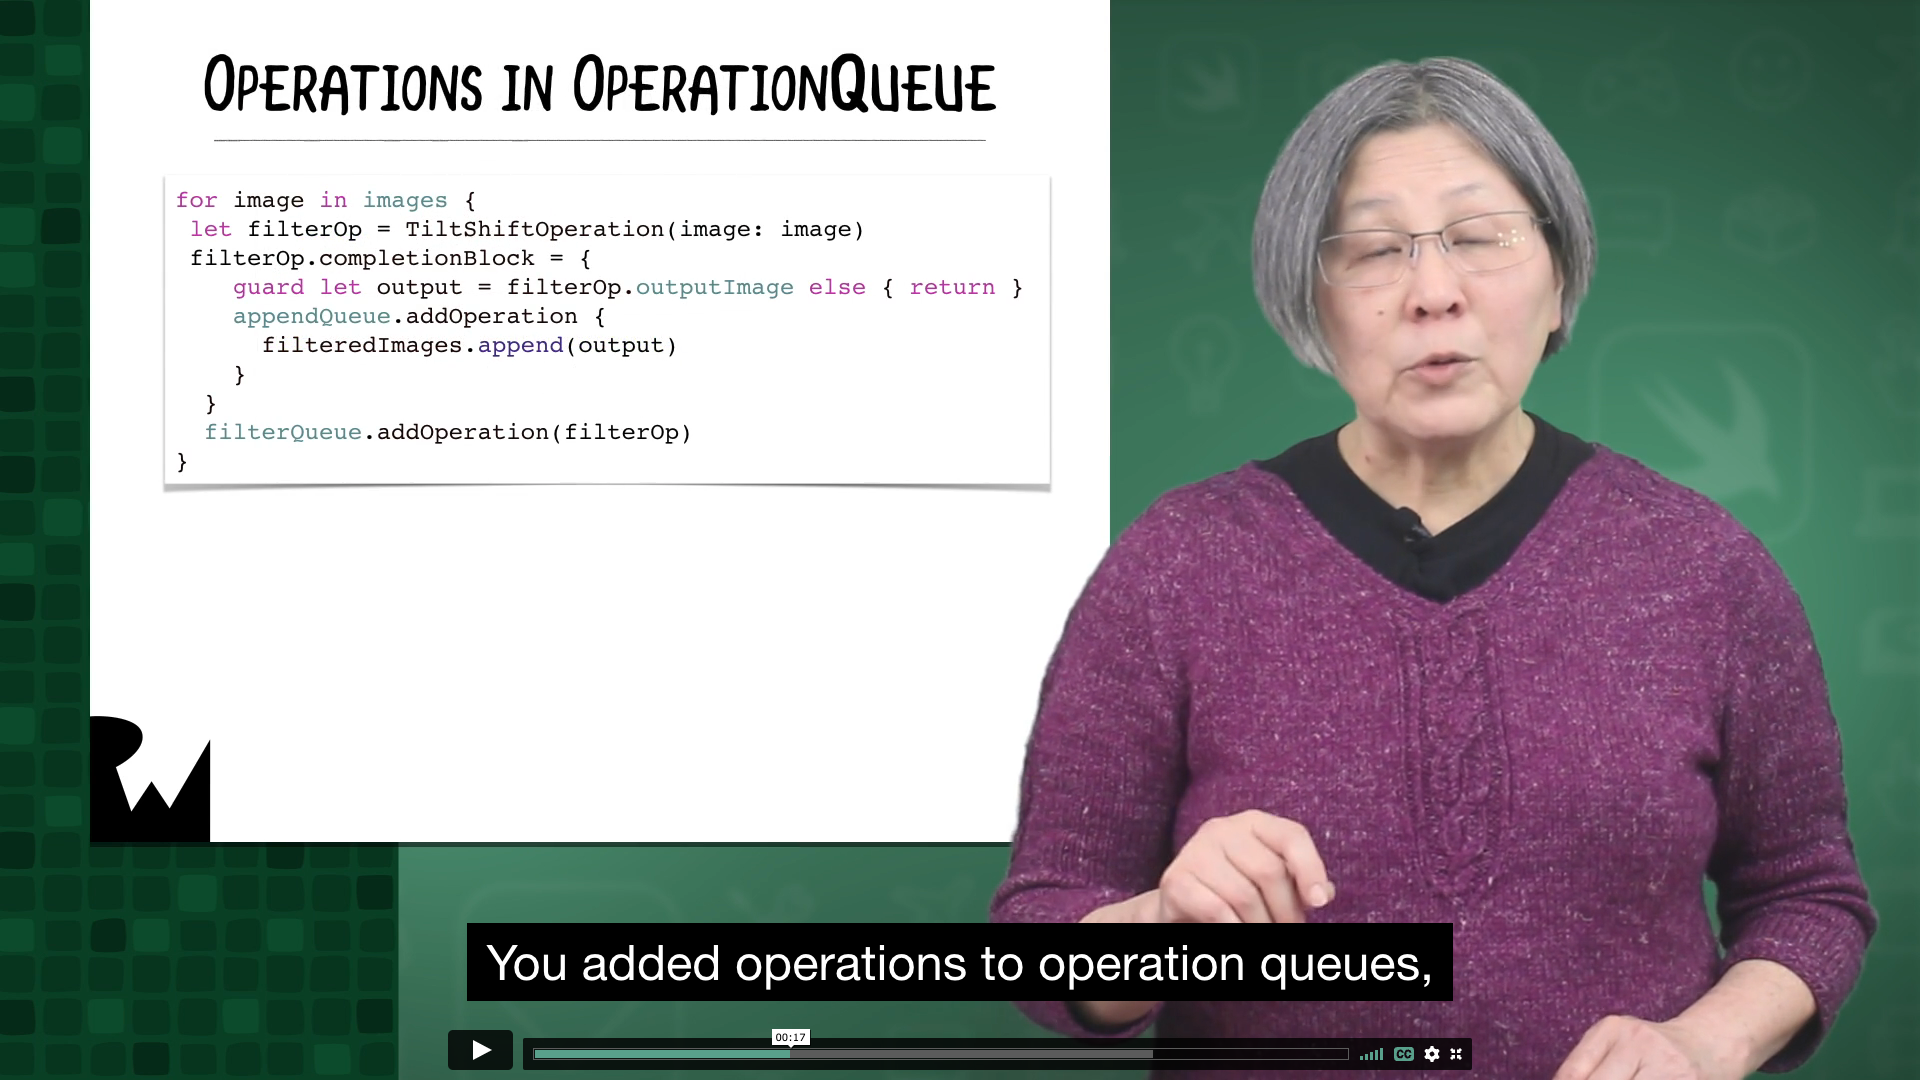 OPERATIONS IN OPERATIONQUEUE
for image in images {
 let filterOp = TiltShiftOperation(image: image)
 filterOp.completionBlock = {
    guard let output = filterOp.outputImage else { return }
    appendQueue.addOperation {
      filteredImages.append(output)
    }
  }
  filterQueue.addOperation(filterOp)
}
RW
You added operations to operation queues,
00:17
CC